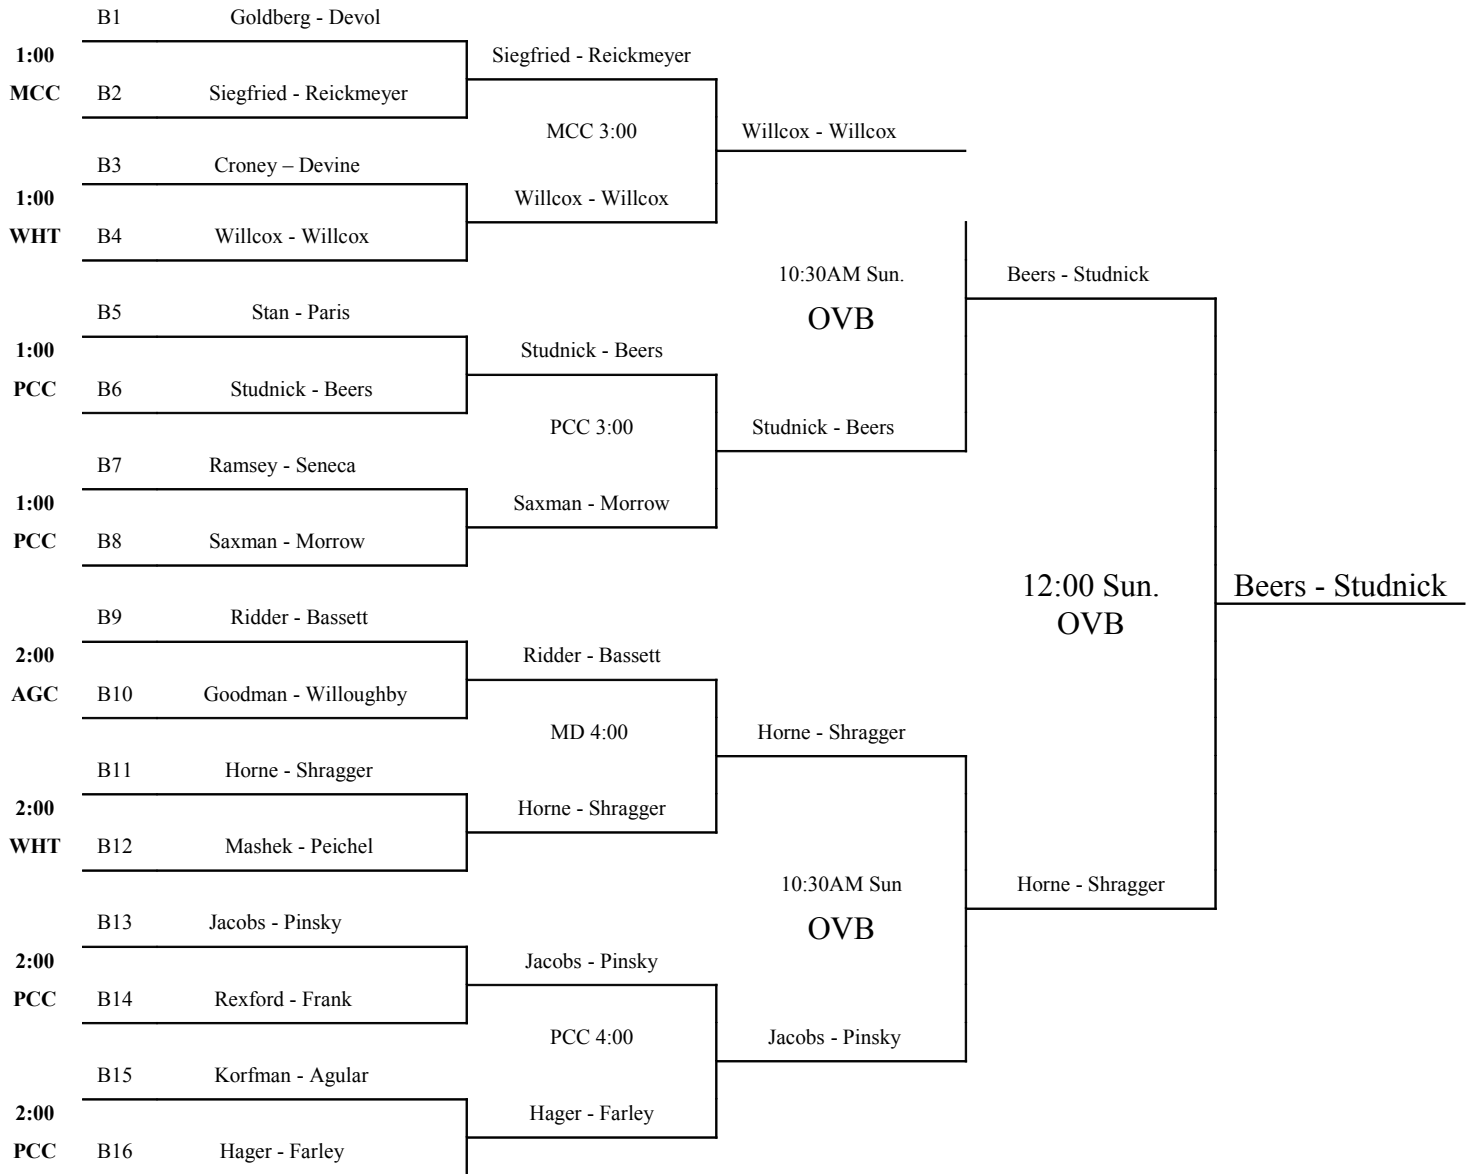 B1 Goldberg - Devol
1:00 Siegfried - Reickmeyer
MCC B2 Siegfried - Reickmeyer
MCC 3:00 Willcox - Willcox
B3 Croney – Devine
1:00 Willcox - Willcox
WHT B4 Willcox - Willcox
10:30AM Sun. Beers - Studnick
B5 Stan - Paris OVB
1:00 Studnick - Beers
PCC B6 Studnick - Beers
PCC 3:00 Studnick - Beers
B7 Ramsey - Seneca
1:00 Saxman - Morrow
PCC B8 Saxman - Morrow
12:00 Sun. Beers - Studnick
OVB
B9 Ridder - Bassett
2:00 Ridder - Bassett
AGC B10 Goodman - Willoughby
MD 4:00 Horne - Shragger
B11 Horne - Shragger
2:00 Horne - Shragger
WHT B12 Mashek - Peichel
10:30AM Sun Horne - Shragger
B13 Jacobs - Pinsky OVB
2:00 Jacobs - Pinsky
PCC B14 Rexford - Frank
PCC 4:00 Jacobs - Pinsky
B15 Korfman - Agular
2:00 Hager - Farley
PCC B16 Hager - Farley